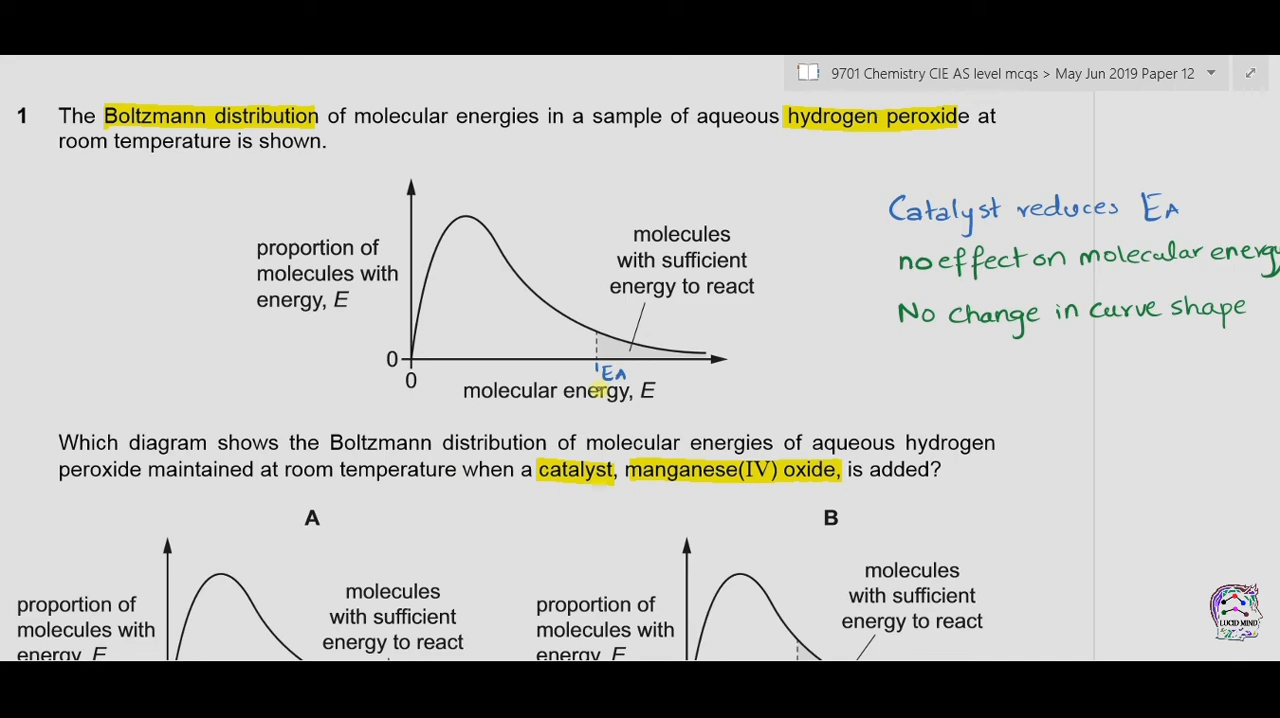 9701 Chemistry CIE AS level mcqs > May Jun 2019 Paper 12
1 The Boltzmann distribution of molecular energies in a sample of aqueous hydrogen peroxide at
room temperature is shown.
proportion of
molecules with
energy, E
molecules
with sufficient
energy to react
0
0
EA
molecular energy, E
Catalyst reduces EA
no effect on molecular energy
No change in curve shape
Which diagram shows the Boltzmann distribution of molecular energies of aqueous hydrogen
peroxide maintained at room temperature when a catalyst, manganese(IV) oxide, is added?
A
proportion of
molecules with
energy, E
molecules
with sufficient
energy to react
B
proportion of
molecules with
energy, E
molecules
with sufficient
energy to react
LUCID MIND